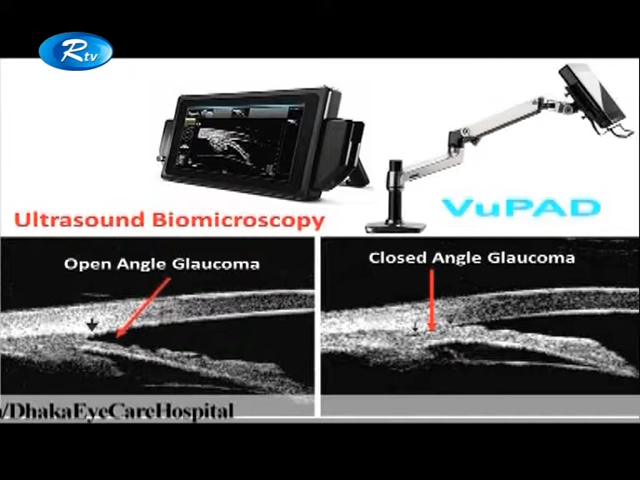 Rtv
Ultrasound Biomicroscopy
VuPAD
Open Angle Glaucoma
Closed Angle Glaucoma
/DhakaEyeCareHospital